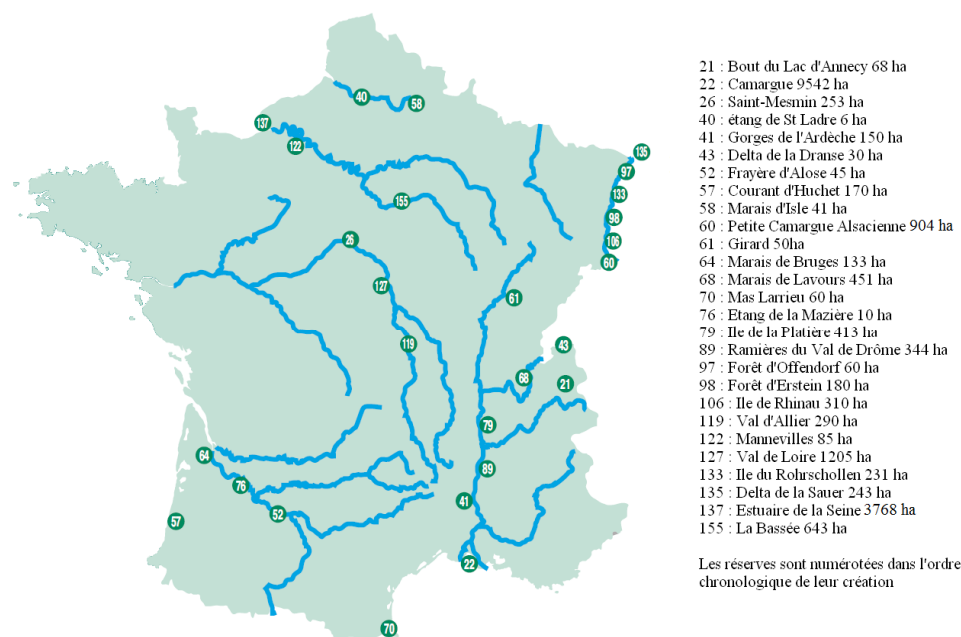 40
58
137
122
135
97
155
133
98
26
106
60
127
61
119
43
68
21
79
64
89
76
41
52
57
22
70
21 : Bout du Lac d'Annecy 68 ha
22 : Camargue 9542 ha
26 : Saint-Mesmin 253 ha
40 : étang de St Ladre 6 ha
41 : Gorges de l'Ardèche 150 ha
43 : Delta de la Dranse 30 ha
52 : Frayère d'Alose 45 ha
57 : Courant d'Huchet 170 ha
58 : Marais d'Isle 41 ha
60 : Petite Camargue Alsacienne 904 ha
61 : Girard 50ha
64 : Marais de Bruges 133 ha
68 : Marais de Lavours 451 ha
70 : Mas Larrieu 60 ha
76 : Etang de la Mazière 10 ha
79 : Ile de la Platière 413 ha
89 : Ramières du Val de Drôme 344 ha
97 : Forêt d'Offendorf 60 ha
98 : Forêt d'Erstein 180 ha
106 : Ile de Rhinau 310 ha
119 : Val d'Allier 290 ha
122 : Mannevilles 85 ha
127 : Val de Loire 1205 ha
133 : Ile du Rohrschollen 231 ha
135 : Delta de la Sauer 243 ha
137 : Estuaire de la Seine 3768 ha
155 : La Bassée 643 ha
Les réserves sont numérotées dans l'ordre
chronologique de leur création